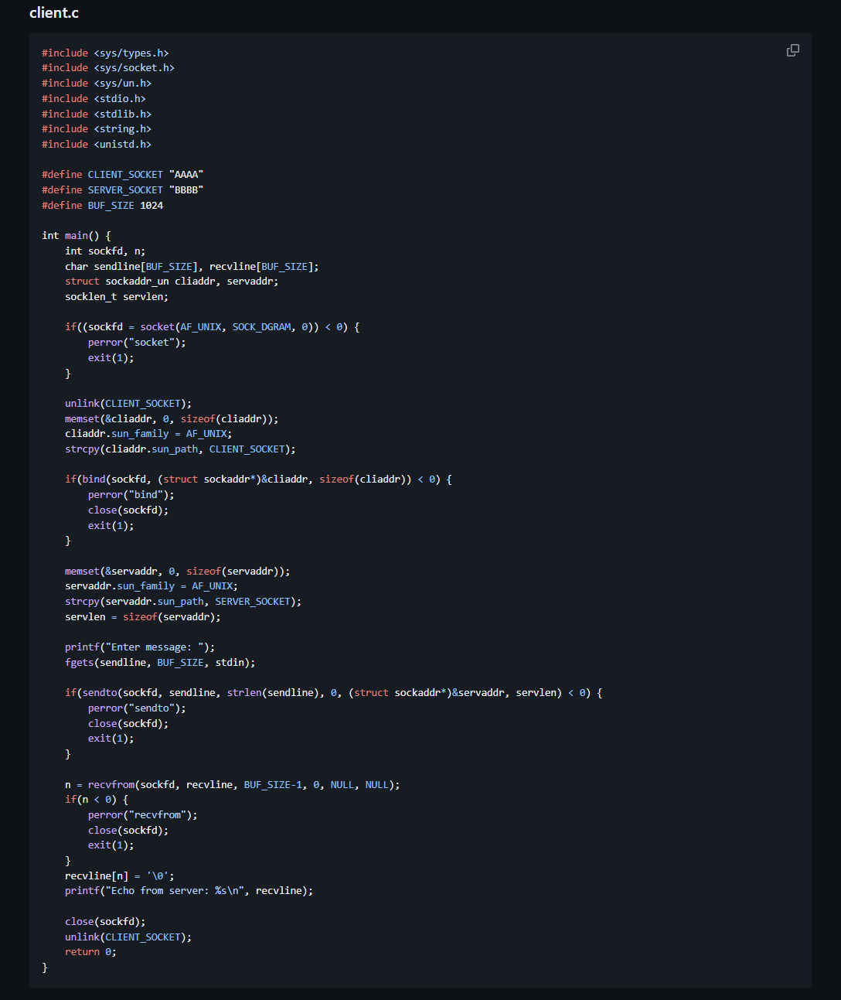 client.c
#include <sys/types.h>
#include <sys/socket.h>
#include <sys/un.h>
#include <stdio.h>
#include <stdlib.h>
#include <string.h>
#include <unistd.h>

#define CLIENT_SOCKET "AAAA"
#define SERVER_SOCKET "BBBB"
#define BUF_SIZE 1024

int main() {
    int sockfd, n;
    char sendline[BUF_SIZE], recvline[BUF_SIZE];
    struct sockaddr_un cliaddr, servaddr;
    socklen_t servlen;

    if((sockfd = socket(AF_UNIX, SOCK_DGRAM, 0)) < 0) {
        perror("socket");
        exit(1);
    }

    unlink(CLIENT_SOCKET);
    memset(&cliaddr, 0, sizeof(cliaddr));
    cliaddr.sun_family = AF_UNIX;
    strcpy(cliaddr.sun_path, CLIENT_SOCKET);

    if(bind(sockfd, (struct sockaddr*)&cliaddr, sizeof(cliaddr)) < 0) {
        perror("bind");
        close(sockfd);
        exit(1);
    }

    memset(&servaddr, 0, sizeof(servaddr));
    servaddr.sun_family = AF_UNIX;
    strcpy(servaddr.sun_path, SERVER_SOCKET);
    servlen = sizeof(servaddr);

    printf("Enter message: ");
    fgets(sendline, BUF_SIZE, stdin);

    if(sendto(sockfd, sendline, strlen(sendline), 0, (struct sockaddr*)&servaddr, servlen) < 0) {
        perror("sendto");
        close(sockfd);
        exit(1);
    }

    n = recvfrom(sockfd, recvline, BUF_SIZE-1, 0, NULL, NULL);
    if(n < 0) {
        perror("recvfrom");
        close(sockfd);
        exit(1);
    }
    recvline[n] = '\0';
    printf("Echo from server: %s\n", recvline);

    close(sockfd);
    unlink(CLIENT_SOCKET);
    return 0;
}